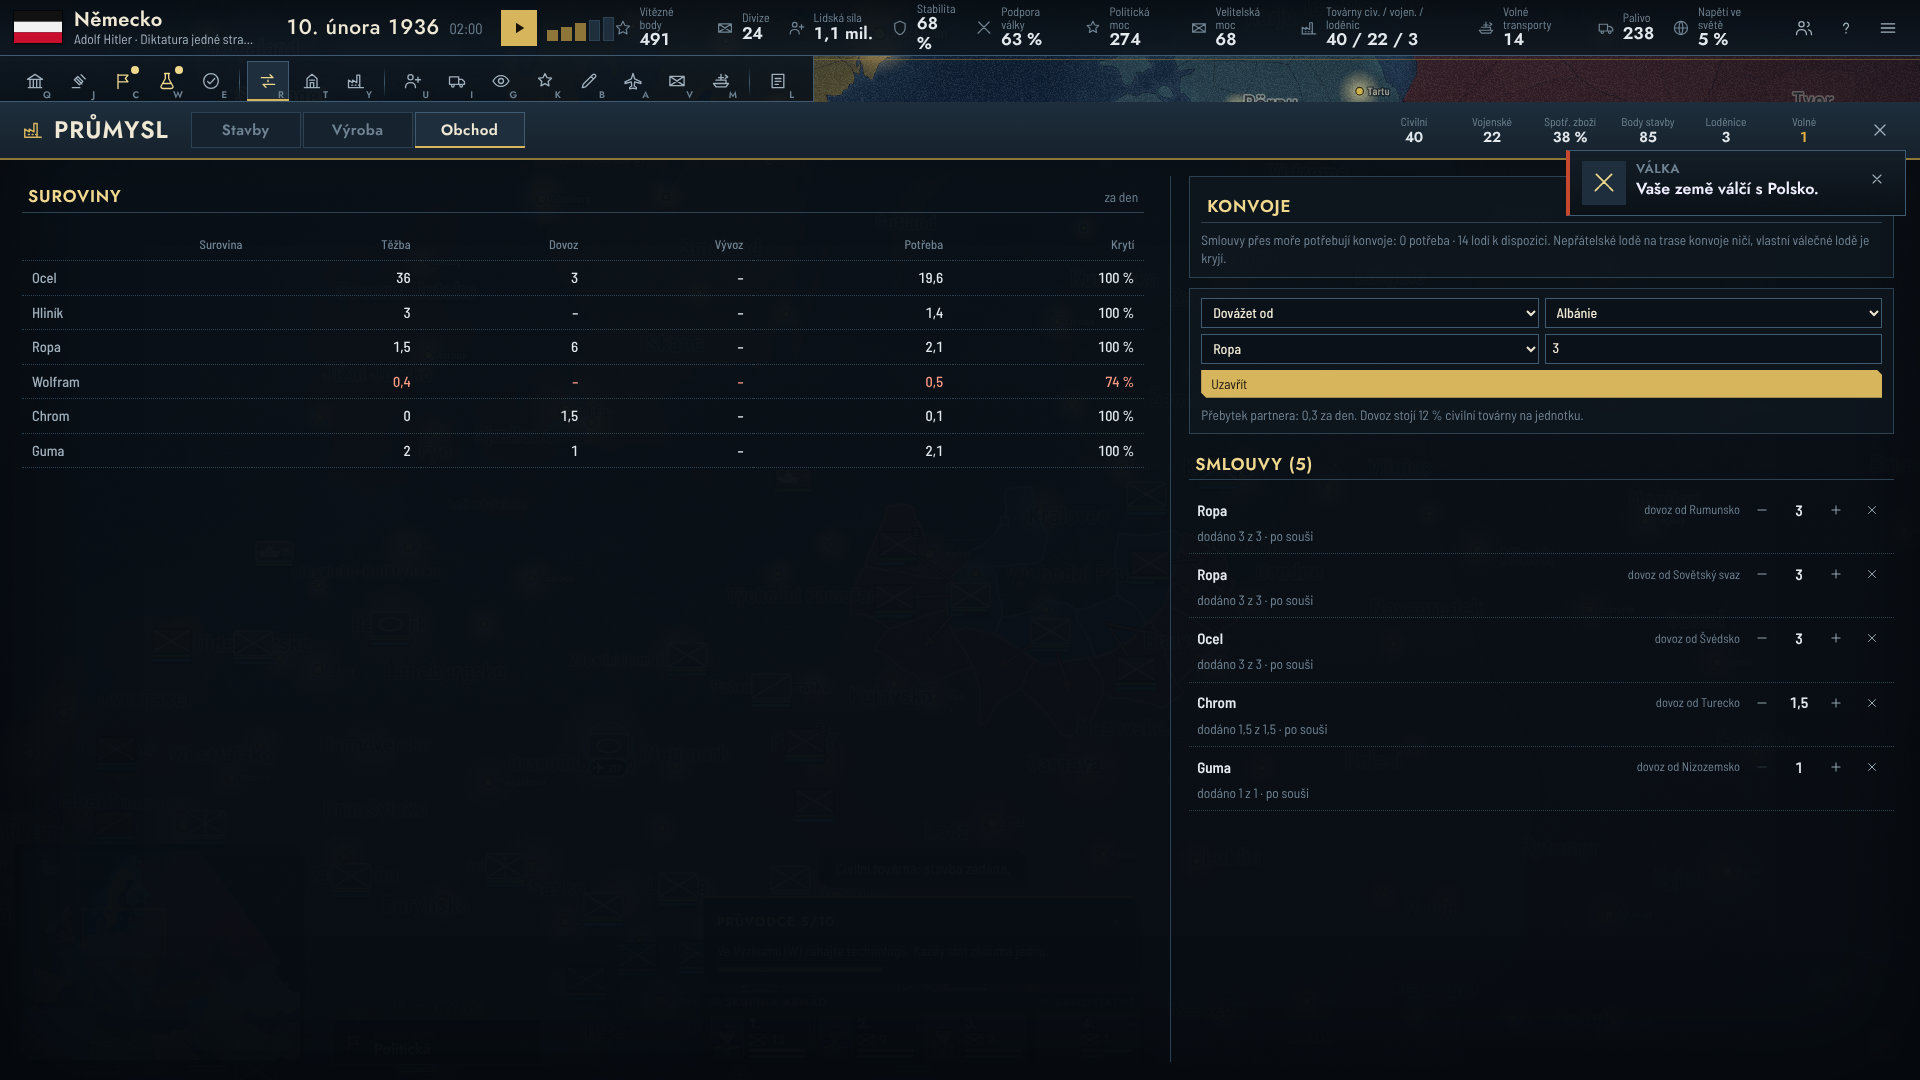 Německo
Adolf Hitler · Diktatura jedné stra...
10. února 1936 02:00
Vítězné body 491
Divize 24
Lidská síla 1,1 mil.
Stabilita 68 %
Podpora války 63 %
Politická moc 274
Velitelská moc 68
Továrny civ. / vojen. / loděnic 40 / 22 / 3
Volné transporty 14
Palivo 238
Napětí ve světě 5 %
?
Q J C W E R T Y U I G K B A V M L
Tartu
Tver
PRŮMYSL
Stavby
Výroba
Obchod
Civilní 40
Vojenské 22
Spotř. zboží 38 %
Body stavby 85
Loděnice 3
Volné 1
VÁLKA
Vaše země válčí s Polsko.
SUROVINY za den
Surovina Těžba Dovoz Vývoz Potřeba Krytí
Ocel 36 3 – 19,6 100 %
Hliník 3 – – 1,4 100 %
Ropa 1,5 6 – 2,1 100 %
Wolfram 0,4 – – 0,5 74 %
Chrom 0 1,5 – 0,1 100 %
Guma 2 1 – 2,1 100 %
KONVOJE
Smlouvy přes moře potřebují konvoje: 0 potřeba · 14 lodí k dispozici. Nepřátelské lodě na trase konvoje ničí, vlastní válečné lodě je
kryjí.
Dovážet od Albánie
Ropa 3
Uzavřít
Přebytek partnera: 0,3 za den. Dovoz stojí 12 % civilní továrny na jednotku.
SMLOUVY (5)
Ropa dovoz od Rumunsko − 3 + ×
dodáno 3 z 3 · po souši
Ropa dovoz od Sovětský svaz − 3 + ×
dodáno 3 z 3 · po souši
Ocel dovoz od Švédsko − 3 + ×
dodáno 3 z 3 · po souši
Chrom dovoz od Turecko − 1,5 + ×
dodáno 1,5 z 1,5 · po souši
Guma dovoz od Nizozemsko − 1 + ×
dodáno 1 z 1 · po souši